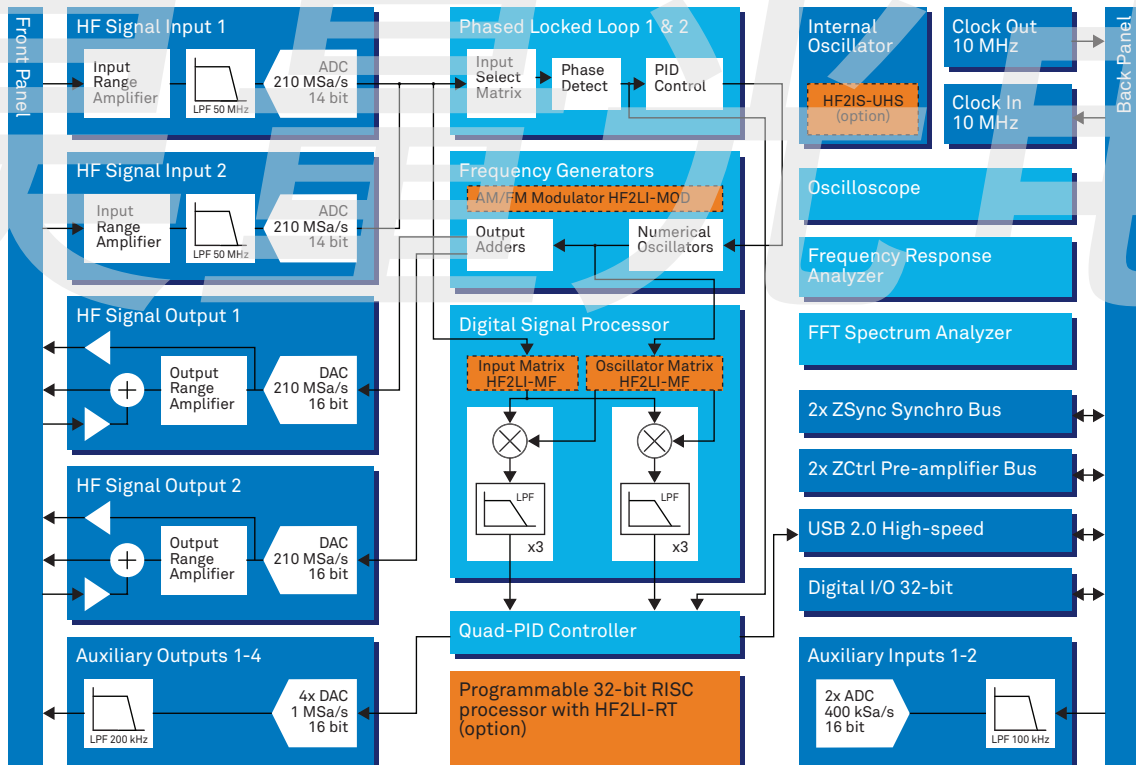 Front Panel
HF Signal Input 1
Input
Range
Amplifier
LPF 50 MHz
ADC
210 MSa/s
14 bit
HF Signal Input 2
Input
Range
Amplifier
LPF 50 MHz
ADC
210 MSa/s
14 bit
HF Signal Output 1
Output
Range
Amplifier
DAC
210 MSa/s
16 bit
HF Signal Output 2
Output
Range
Amplifier
DAC
210 MSa/s
16 bit
Auxiliary Outputs 1-4
LPF 200 kHz
4x DAC
1 MSa/s
16 bit
Phased Locked Loop 1 & 2
Input
Select
Matrix
Phase
Detect
PID
Control
Frequency Generators
AM/FM Modulator HF2LI-MOD
Output
Adders
Numerical
Oscillators
Digital Signal Processor
Input Matrix
HF2LI-MF
Oscillator Matrix
HF2LI-MF
LPF
x3
LPF
x3
Quad-PID Controller
Programmable 32-bit RISC
processor with HF2LI-RT
(option)
Internal
Oscillator
HF2IS-UHS
(option)
Clock Out
10 MHz
Clock In
10 MHz
Oscilloscope
Frequency Response
Analyzer
FFT Spectrum Analyzer
2x ZSync Synchro Bus
2x ZCtrl Pre-amplifier Bus
USB 2.0 High-speed
Digital I/O 32-bit
Auxiliary Inputs 1-2
2x ADC
400 kSa/s
16 bit
LPF 100 kHz
Back Panel